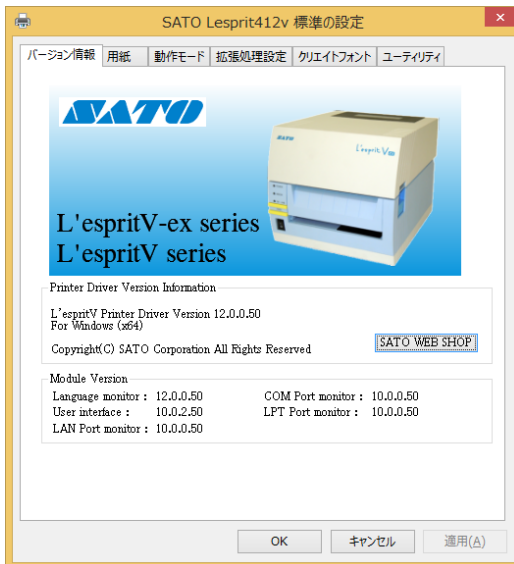 SATO Lesprit412v 標準の設定
バージョン情報 用紙 動作モード 拡張処理設定 クリエイトフォント ユーティリティ
SATO
SATO
L'esprit V-ex
L'espritV-ex series
L'espritV series
Printer Driver Version Information
L'espritV Printer Driver Version 12.0.0.50
For Windows (x64)
Copyright(C) SATO Corporation All Rights Reserved
SATO WEB SHOP
Module Version
Language monitor : 12.0.0.50 COM Port monitor : 10.0.0.50
User interface : 10.0.2.50 LPT Port monitor : 10.0.0.50
LAN Port monitor : 10.0.0.50
OK キャンセル 適用(A)